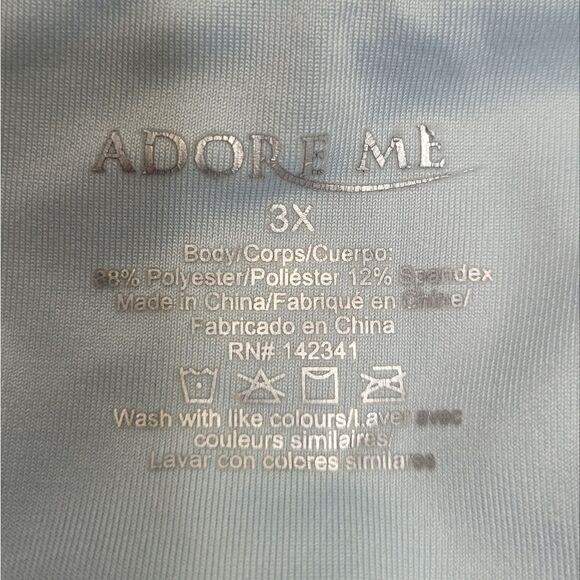 ADORE ME
3X
Body/Corps/Cuerpo:
88% Polyester/Poliéster 12% Spandex
Made in China/Fabriqué en Chine/
Fabricado en China
RN# 142341
Wash with like colours/Laver avec
couleurs similaires/
Lavar con colores similares